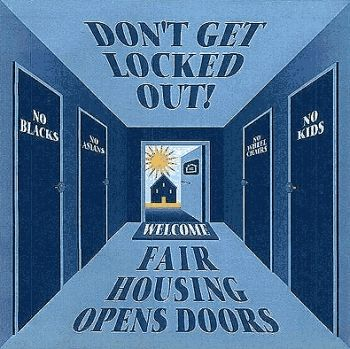 DON'T GET
LOCKED
OUT!
NO
BLACKS
NO
ASIANS
NO
WHEEL
CHAIRS
NO
KIDS
WELCOME
FAIR
HOUSING
OPENS DOORS